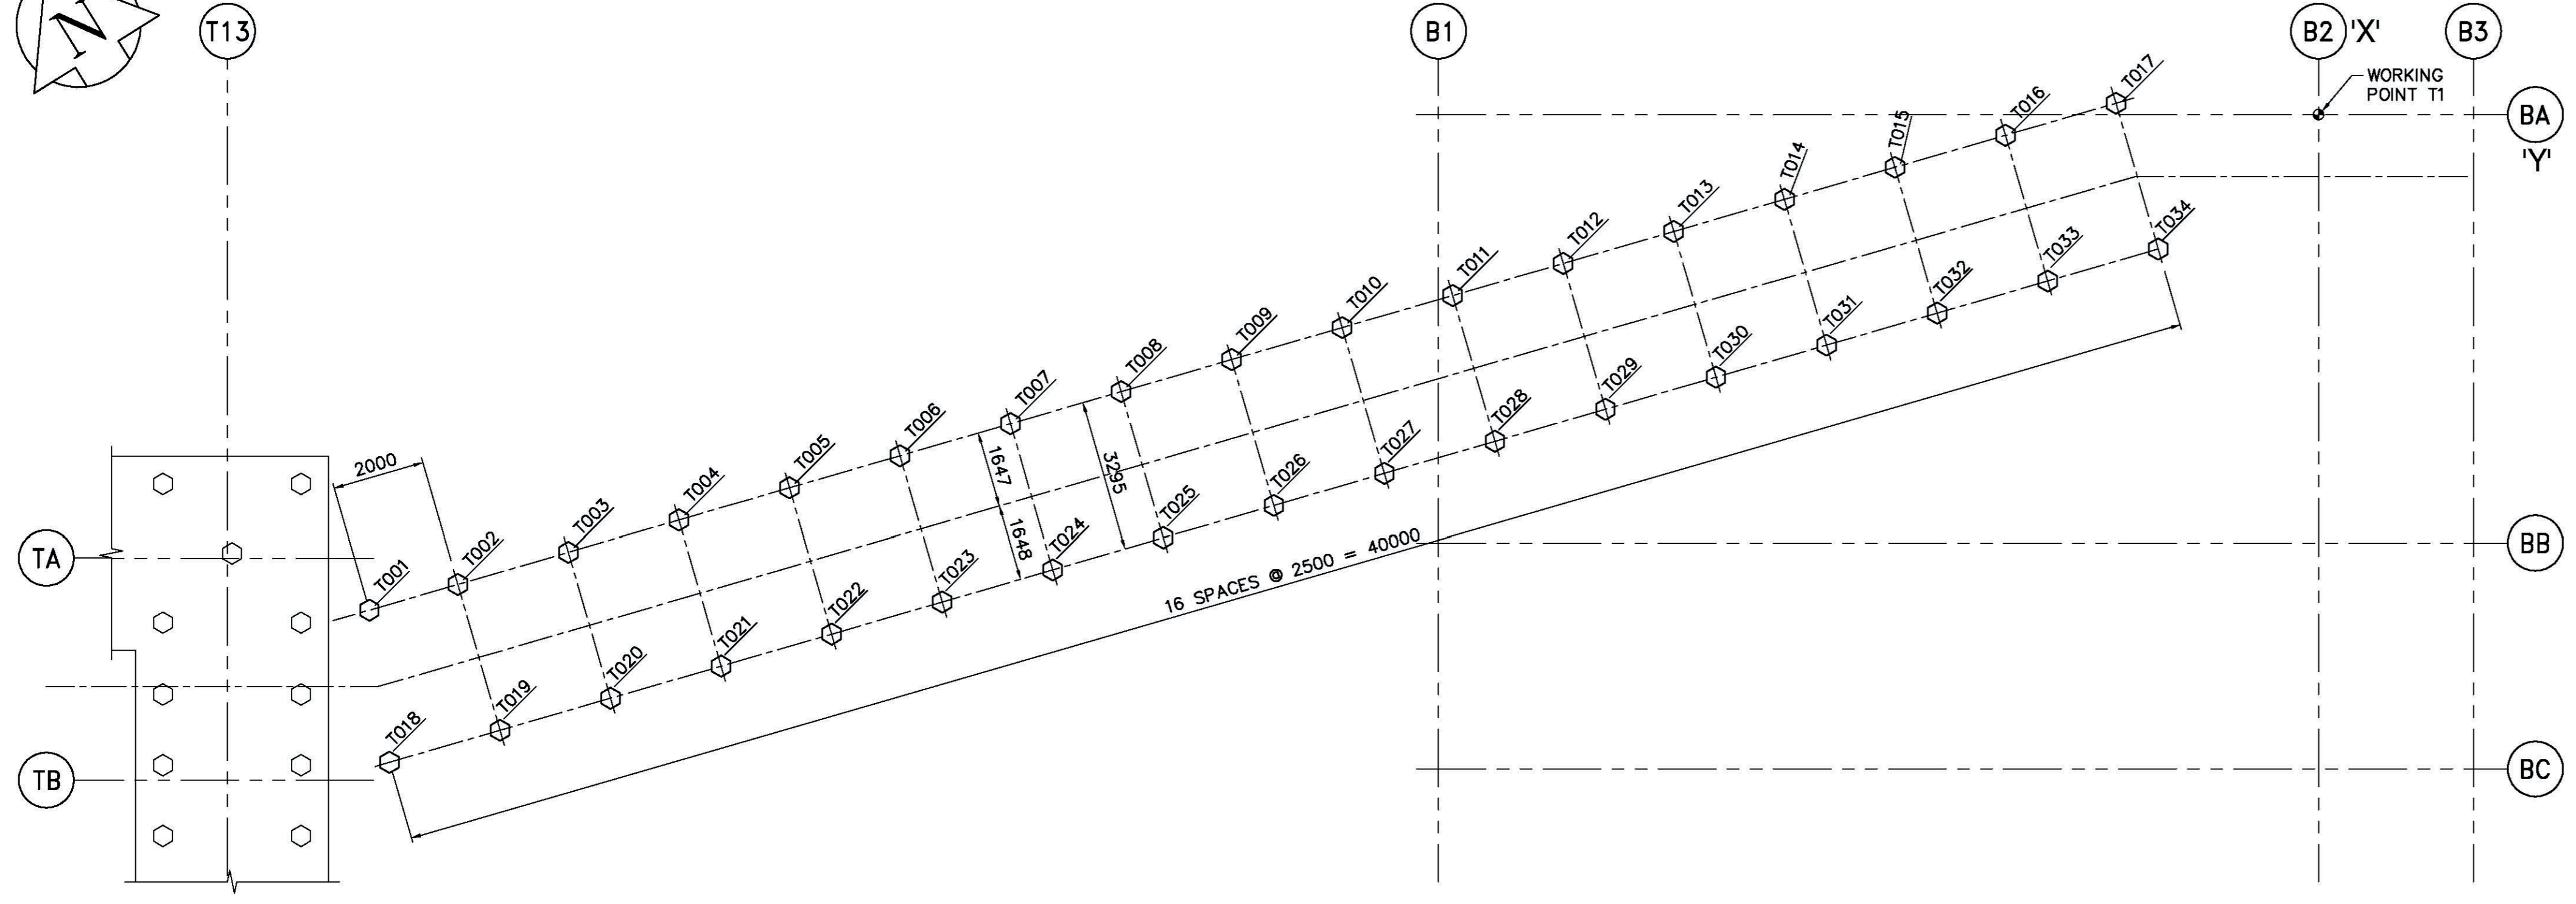 N
T13
B1
B2 'X'
B3
WORKING
POINT T1
BA
'Y'
T017
T016
T015
T014
T013
T012
T011
T010
T009
T008
T007
T006
T005
T004
T003
T002
T001
T034
T033
T032
T031
T030
T029
T028
T027
T026
T025
T024
T023
T022
T021
T020
T019
T018
2000
1647
1648
3295
16 SPACES @ 2500 = 40000
TA
TB
BB
BC